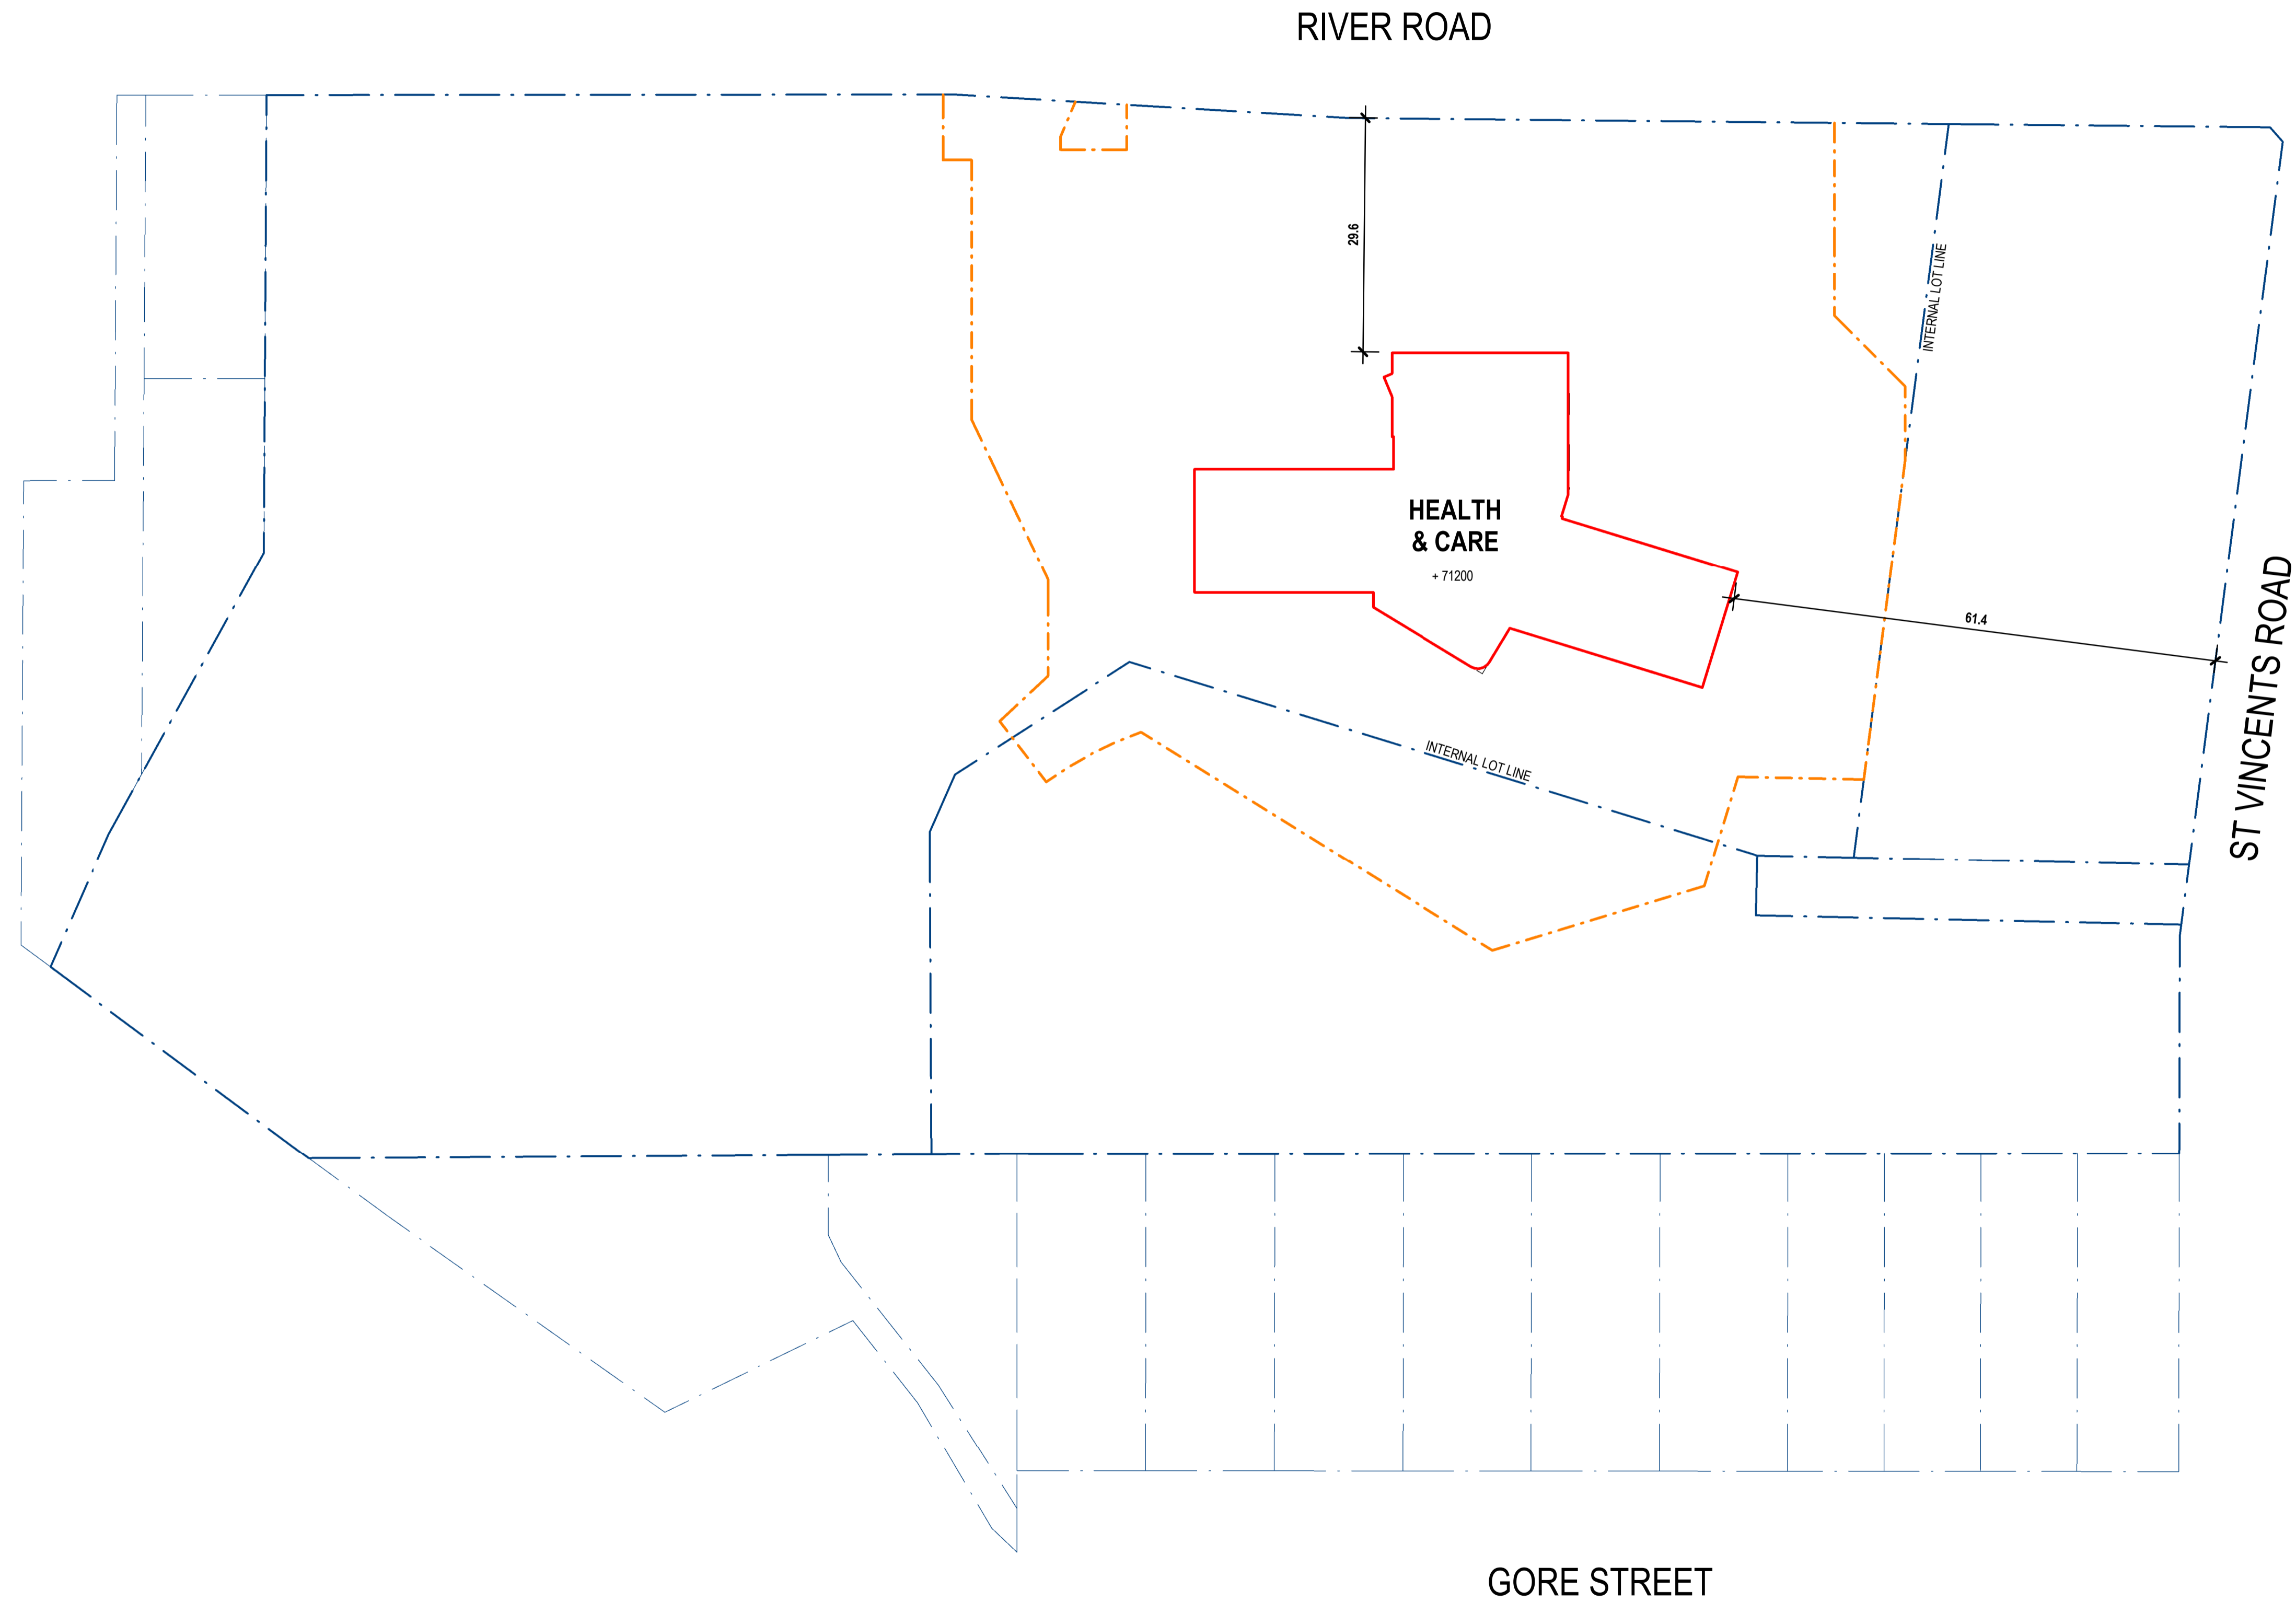 RIVER ROAD
29.6
INTERNAL LOT LINE
HEALTH
& CARE
+ 71200
61.4
ST VINCENTS ROAD
INTERNAL LOT LINE
GORE STREET